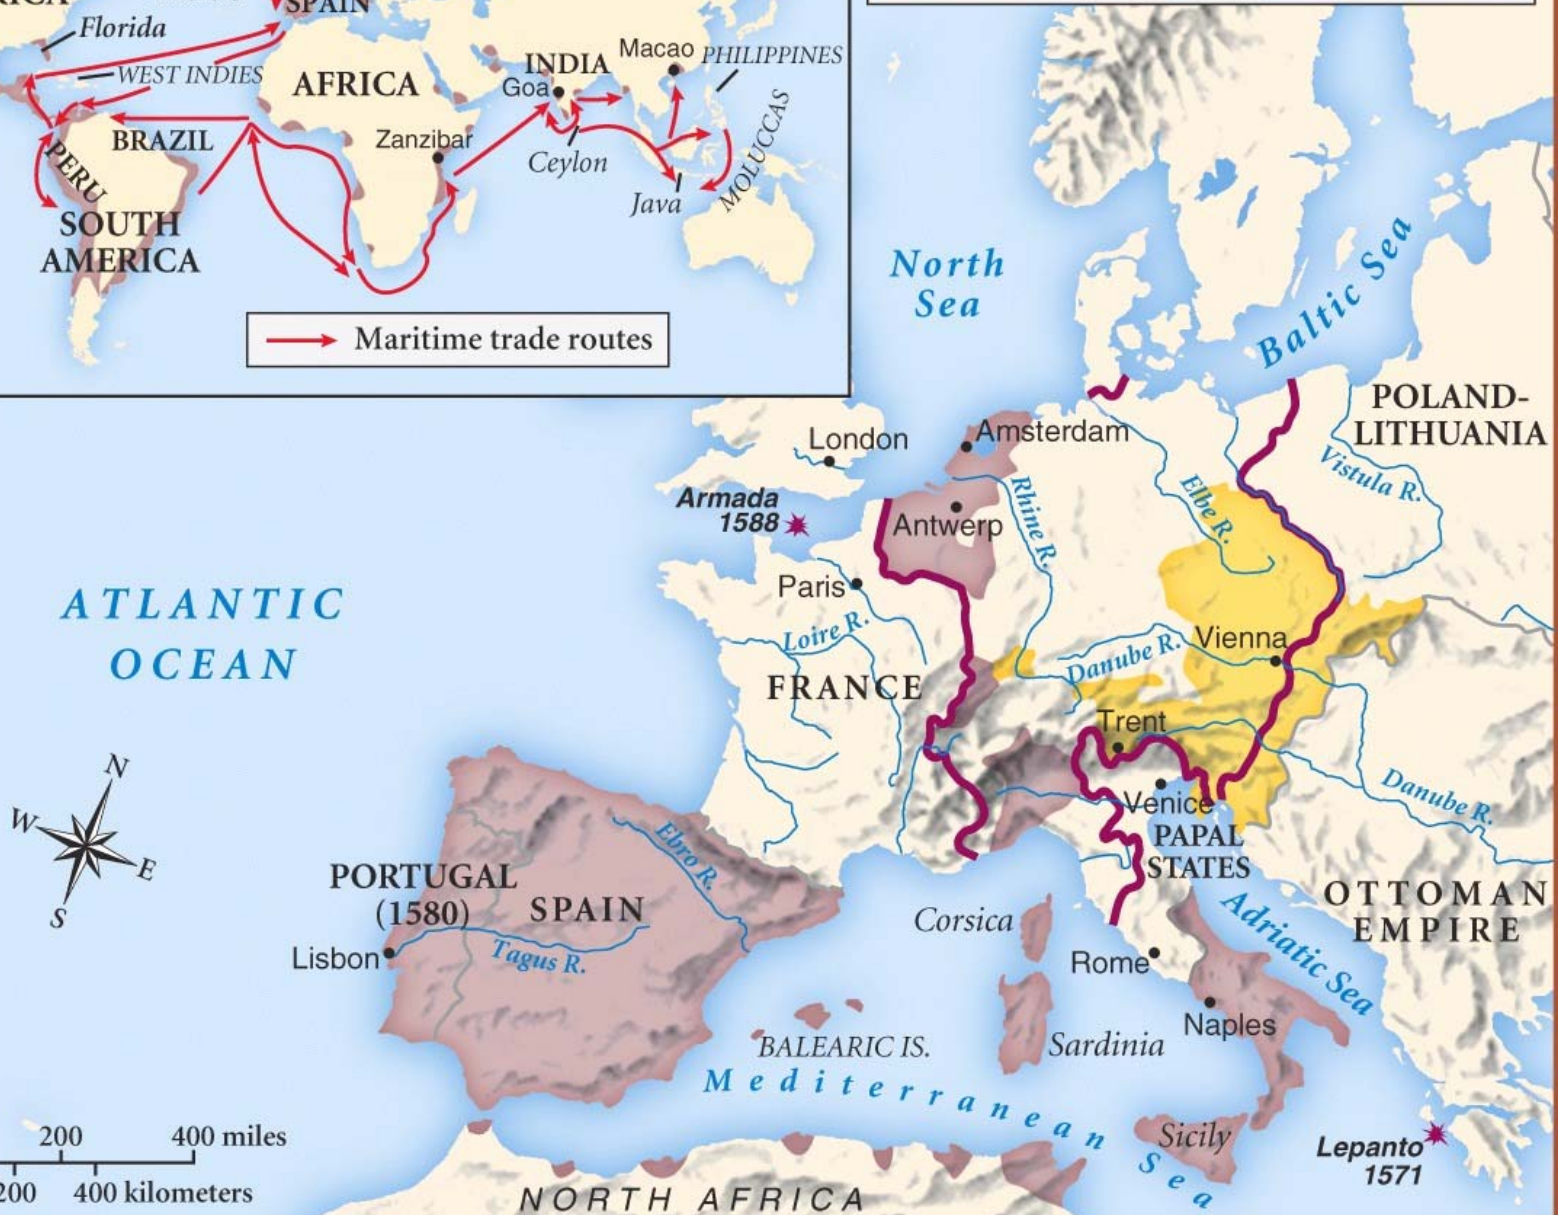 RICA
SPAIN
Florida
WEST INDIES
AFRICA
INDIA
Goa
Macao
PHILIPPINES
BRAZIL
Zanzibar
Ceylon
MOLUCCAS
PERU
Java
SOUTH
AMERICA
Maritime trade routes
North
Sea
Baltic Sea
POLAND-
LITHUANIA
London
Amsterdam
Vistula R.
Armada
1588
Antwerp
Rhine R.
Elbe R.
ATLANTIC
OCEAN
Paris
Loire R.
Vienna
Danube R.
FRANCE
Trent
N
W
E
S
Venice
Danube R.
PAPAL
STATES
Ebro R.
PORTUGAL
(1580)
SPAIN
Corsica
Adriatic Sea
OTTOMAN
EMPIRE
Lisbon
Tagus R.
Rome
Naples
BALEARIC IS.
Sardinia
Mediterranean
Sea
200 400 miles
200 400 kilometers
Sicily
Lepanto
1571
NORTH AFRICA